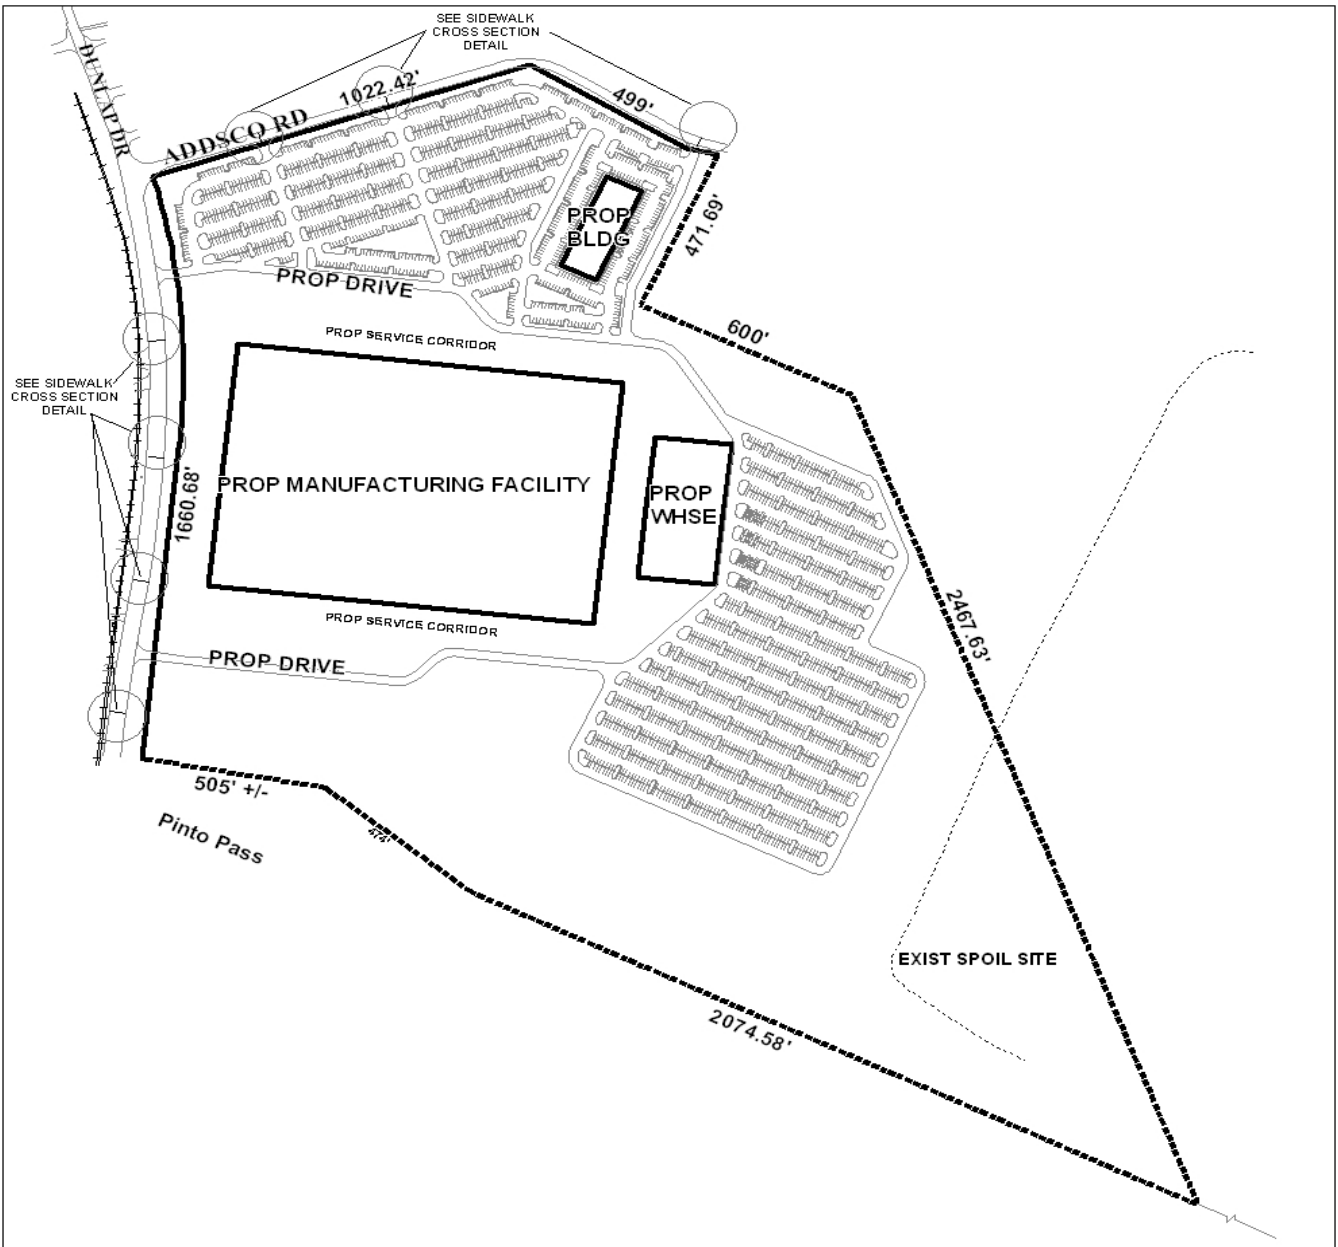 SEE SIDEWALK
CROSS SECTION
DETAIL
DUNLAP DR
ADDSCO RD
1022.42'
499'
471.69'
PROP
BLDG
PROP DRIVE
600'
PROP SERVICE CORRIDOR
SEE SIDEWALK
CROSS SECTION
DETAIL
1660.68'
PROP MANUFACTURING FACILITY
PROP
WHSE
2467.63'
PROP SERVICE CORRIDOR
PROP DRIVE
505' +/-
Pinto Pass
474'
EXIST SPOIL SITE
2074.58'